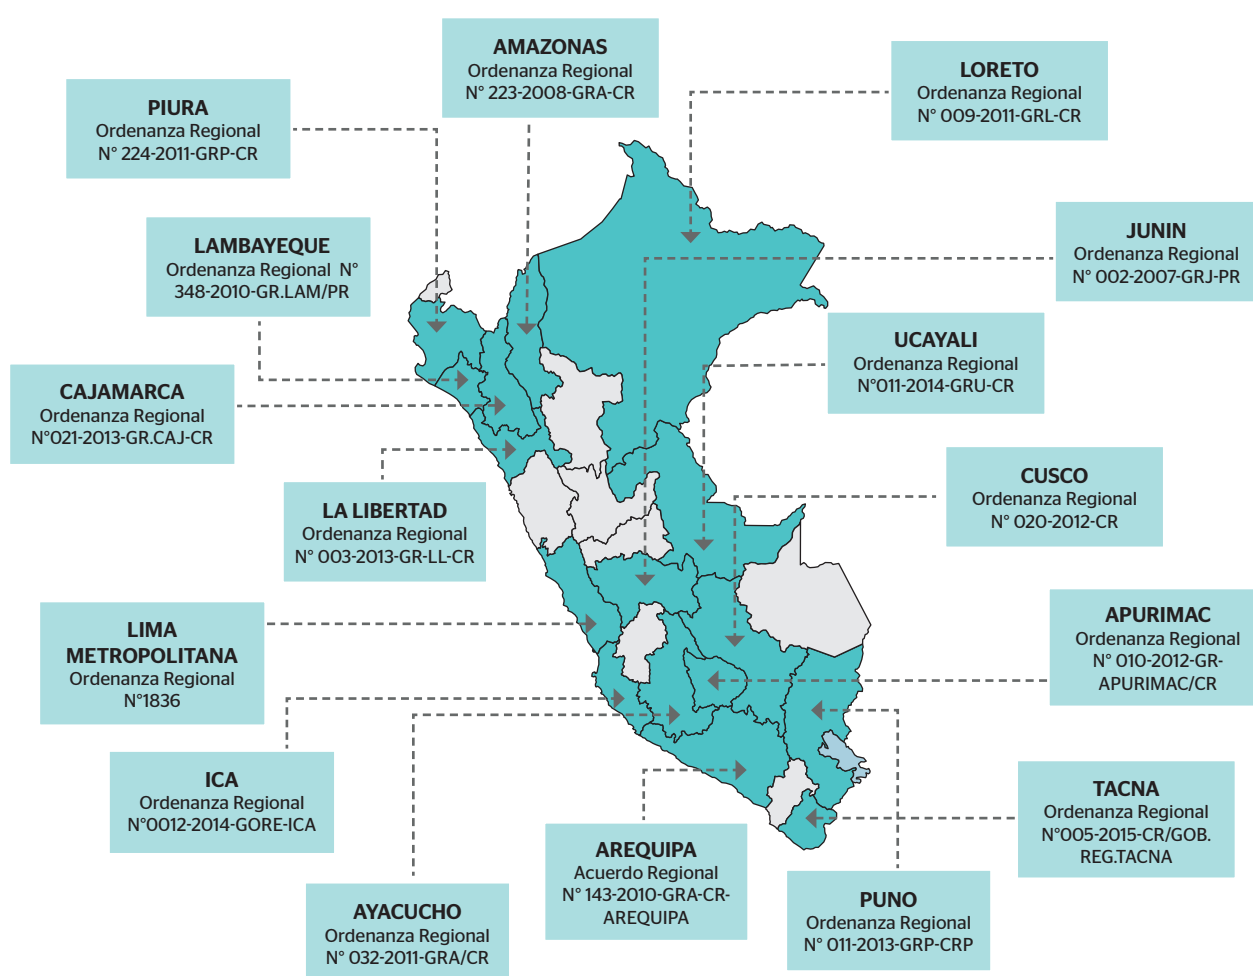 AMAZONAS
Ordenanza Regional
N° 223-2008-GRA-CR
LORETO
Ordenanza Regional
N° 009-2011-GRL-CR
PIURA
Ordenanza Regional
N° 224-2011-GRP-CR
LAMBAYEQUE
Ordenanza Regional N°
348-2010-GR.LAM/PR
JUNIN
Ordenanza Regional
N° 002-2007-GRJ-PR
UCAYALI
Ordenanza Regional
N°011-2014-GRU-CR
CAJAMARCA
Ordenanza Regional
N°021-2013-GR.CAJ-CR
CUSCO
Ordenanza Regional
N° 020-2012-CR
LA LIBERTAD
Ordenanza Regional
N° 003-2013-GR-LL-CR
LIMA
METROPOLITANA
Ordenanza Regional
N°1836
APURIMAC
Ordenanza Regional
N° 010-2012-GR-
APURIMAC/CR
ICA
Ordenanza Regional
N°0012-2014-GORE-ICA
TACNA
Ordenanza Regional
N°005-2015-CR/GOB.
REG.TACNA
AREQUIPA
Acuerdo Regional
N° 143-2010-GRA-CR-
AREQUIPA
AYACUCHO
Ordenanza Regional
N° 032-2011-GRA/CR
PUNO
Ordenanza Regional
N° 011-2013-GRP-CRP